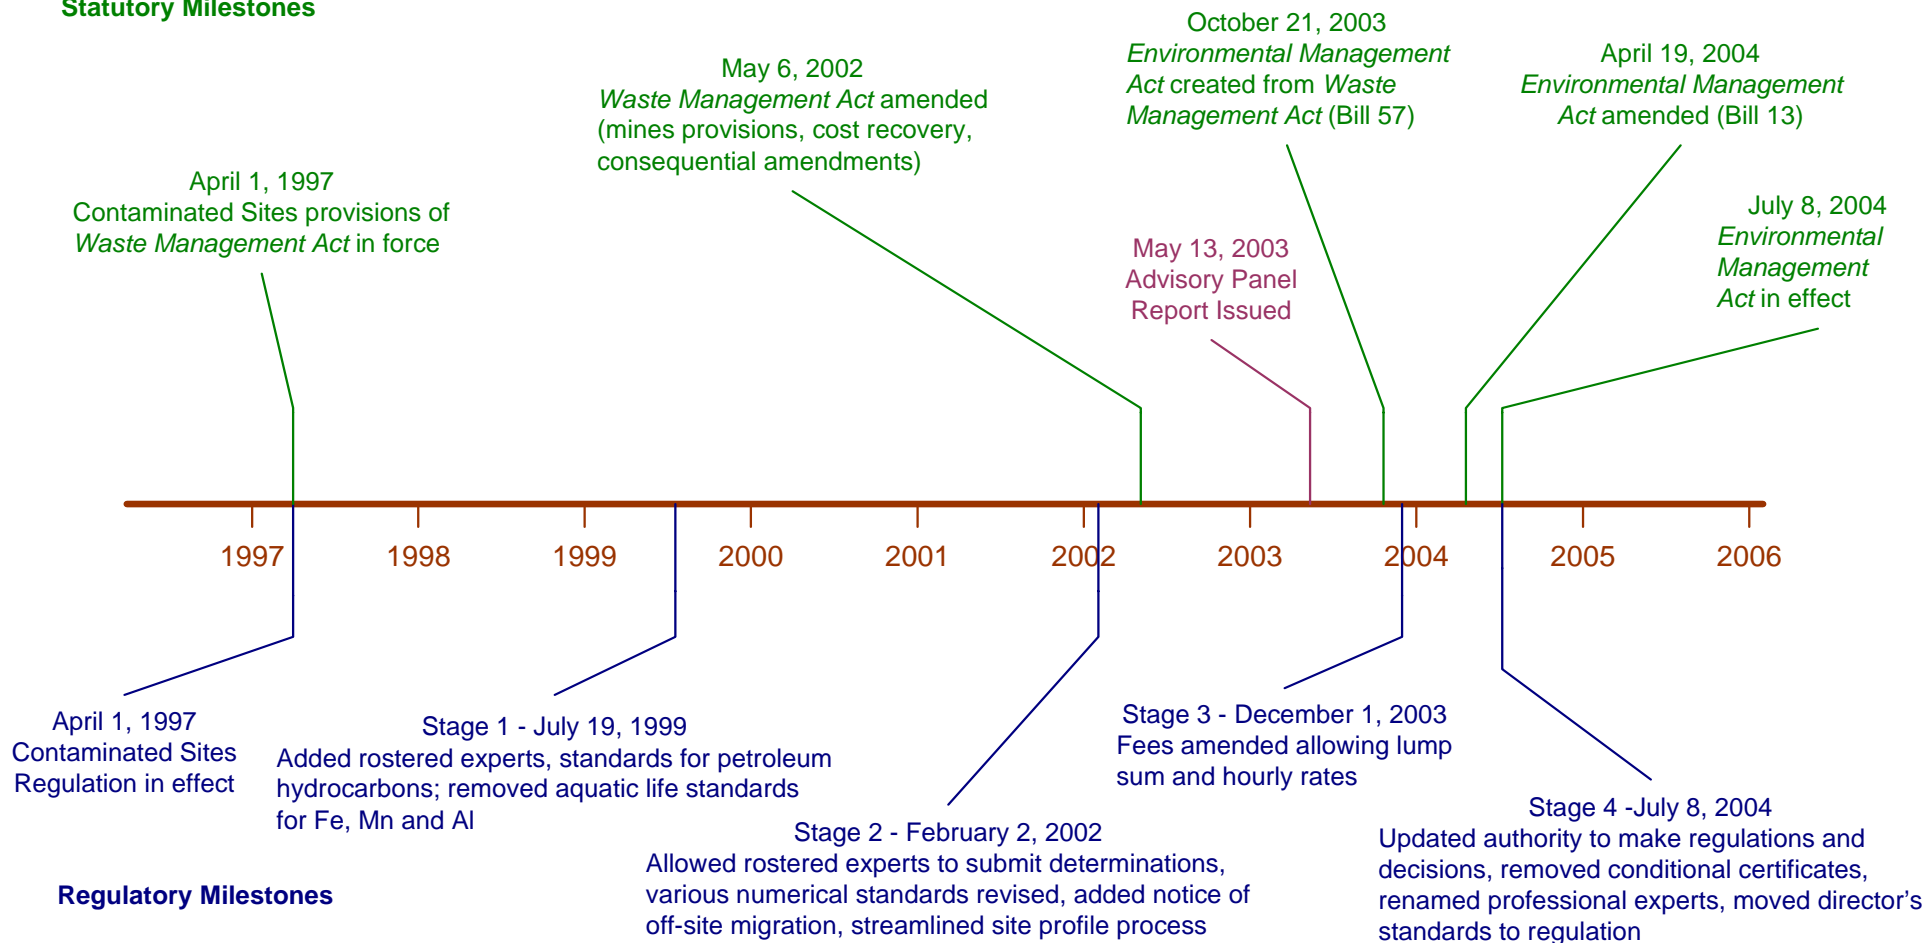 Statutory Milestones
October 21, 2003
Environmental Management
Act created from Waste
Management Act (Bill 57)
April 19, 2004
Environmental Management
Act amended (Bill 13)
May 6, 2002
Waste Management Act amended
(mines provisions, cost recovery,
consequential amendments)
April 1, 1997
Contaminated Sites provisions of
Waste Management Act in force
July 8, 2004
Environmental
Management
Act in effect
May 13, 2003
Advisory Panel
Report Issued
1997 1998 1999 2000 2001 2002 2003 2004 2005 2006
April 1, 1997
Contaminated Sites
Regulation in effect
Stage 1 - July 19, 1999
Added rostered experts, standards for petroleum
hydrocarbons; removed aquatic life standards
for Fe, Mn and Al
Stage 2 - February 2, 2002
Allowed rostered experts to submit determinations,
various numerical standards revised, added notice of
off-site migration, streamlined site profile process
Stage 3 - December 1, 2003
Fees amended allowing lump
sum and hourly rates
Stage 4 -July 8, 2004
Updated authority to make regulations and
decisions, removed conditional certificates,
renamed professional experts, moved director's
standards to regulation
Regulatory Milestones